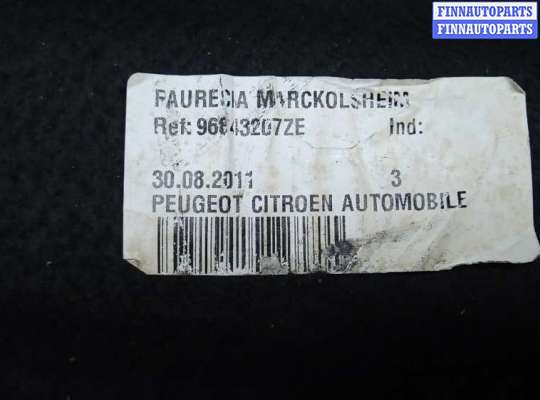 FINNAUTOPARTS
FINNAUTOPARTS
FAURECIA MARCKOLSHEIM
Ref: 96843207ZE Ind:
30.08.2011 3
PEUGEOT CITROEN AUTOMOBILE